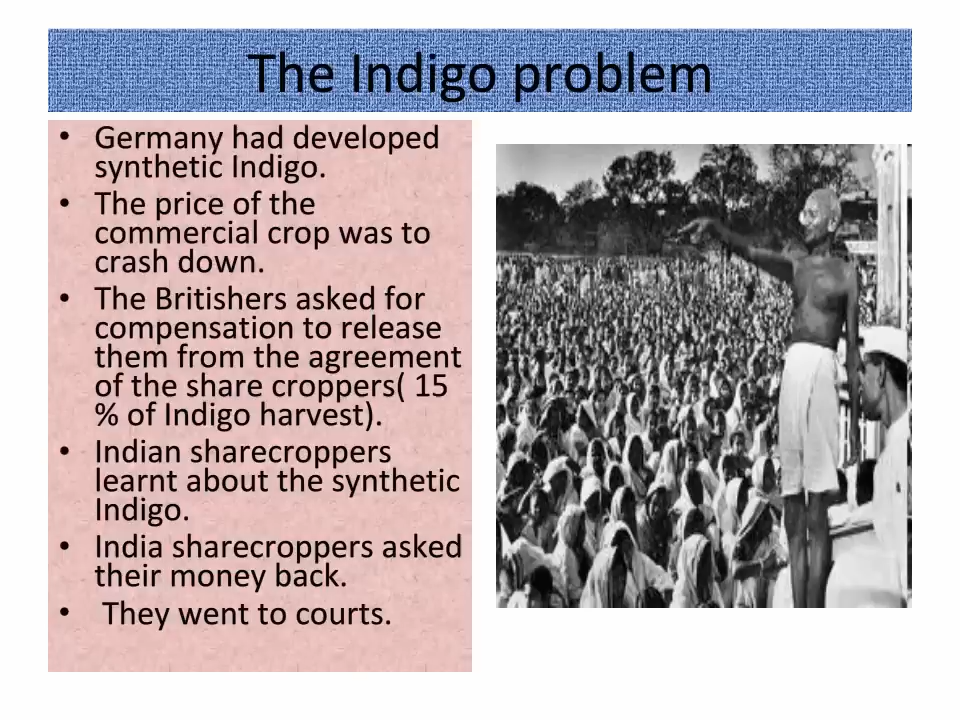 The Indigo problem
• Germany had developed
synthetic Indigo.
• The price of the
commercial crop was to
crash down.
• The Britishers asked for
compensation to release
them from the agreement
of the share croppers( 15
% of Indigo harvest).
• Indian sharecroppers
learnt about the synthetic
Indigo.
• India sharecroppers asked
their money back.
• They went to courts.